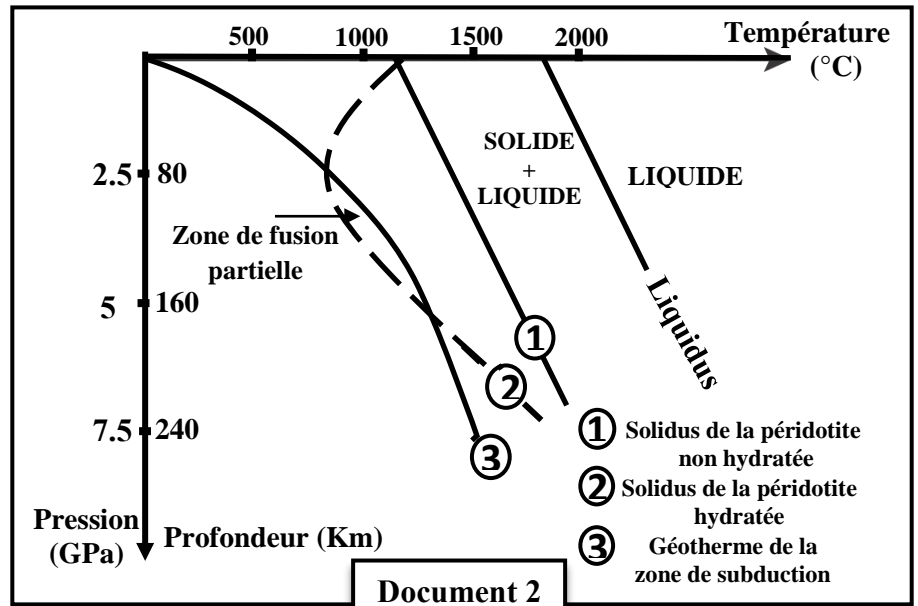 Température
(°C)
500 1000 1500 2000
SOLIDE
+
LIQUIDE
LIQUIDE
2.5 80
Zone de fusion
partielle
5 160
Liquidus
1
2
7.5 240
3
1 Solidus de la péridotite
non hydratée
2 Solidus de la péridotite
hydratée
3 Géotherme de la
zone de subduction
Pression
(GPa)
Profondeur (Km)
Document 2